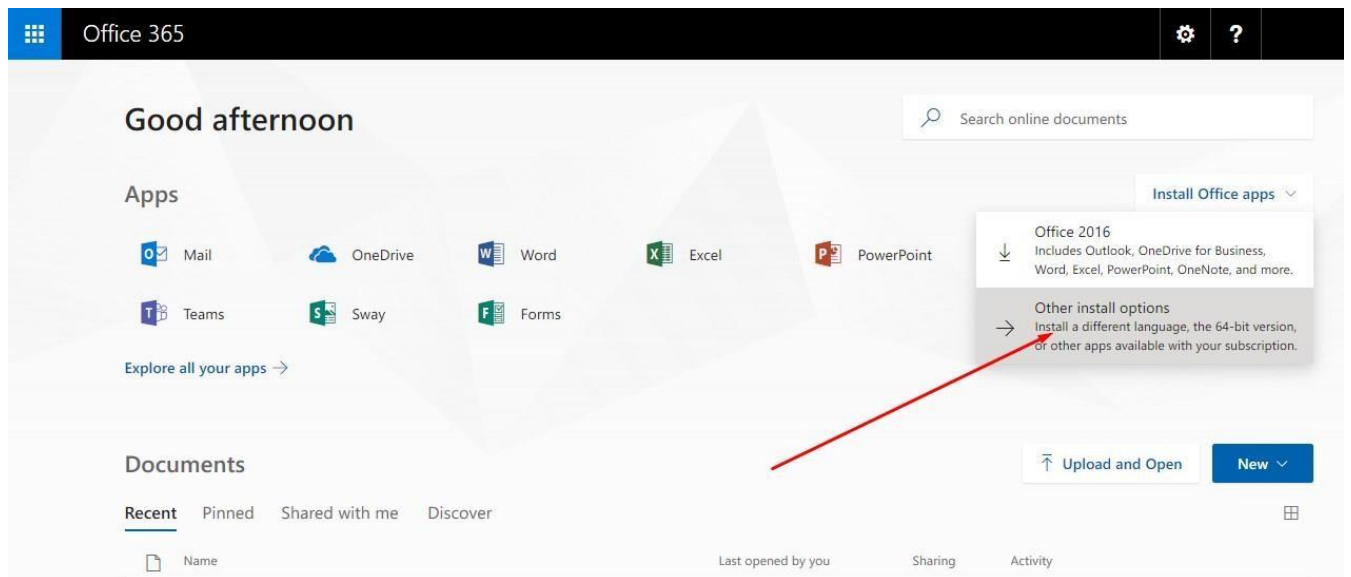 Office 365
?
Good afternoon
Search online documents
Apps
Install Office apps
Office 2016
Includes Outlook, OneDrive for Business,
Word, Excel, PowerPoint, OneNote, and more.
Mail
OneDrive
Word
Excel
PowerPoint
Other install options
Install a different language, the 64-bit version,
or other apps available with your subscription.
Teams
Sway
Forms
Explore all your apps →
Documents
Upload and Open
New
Recent Pinned Shared with me Discover
Name Last opened by you Sharing Activity